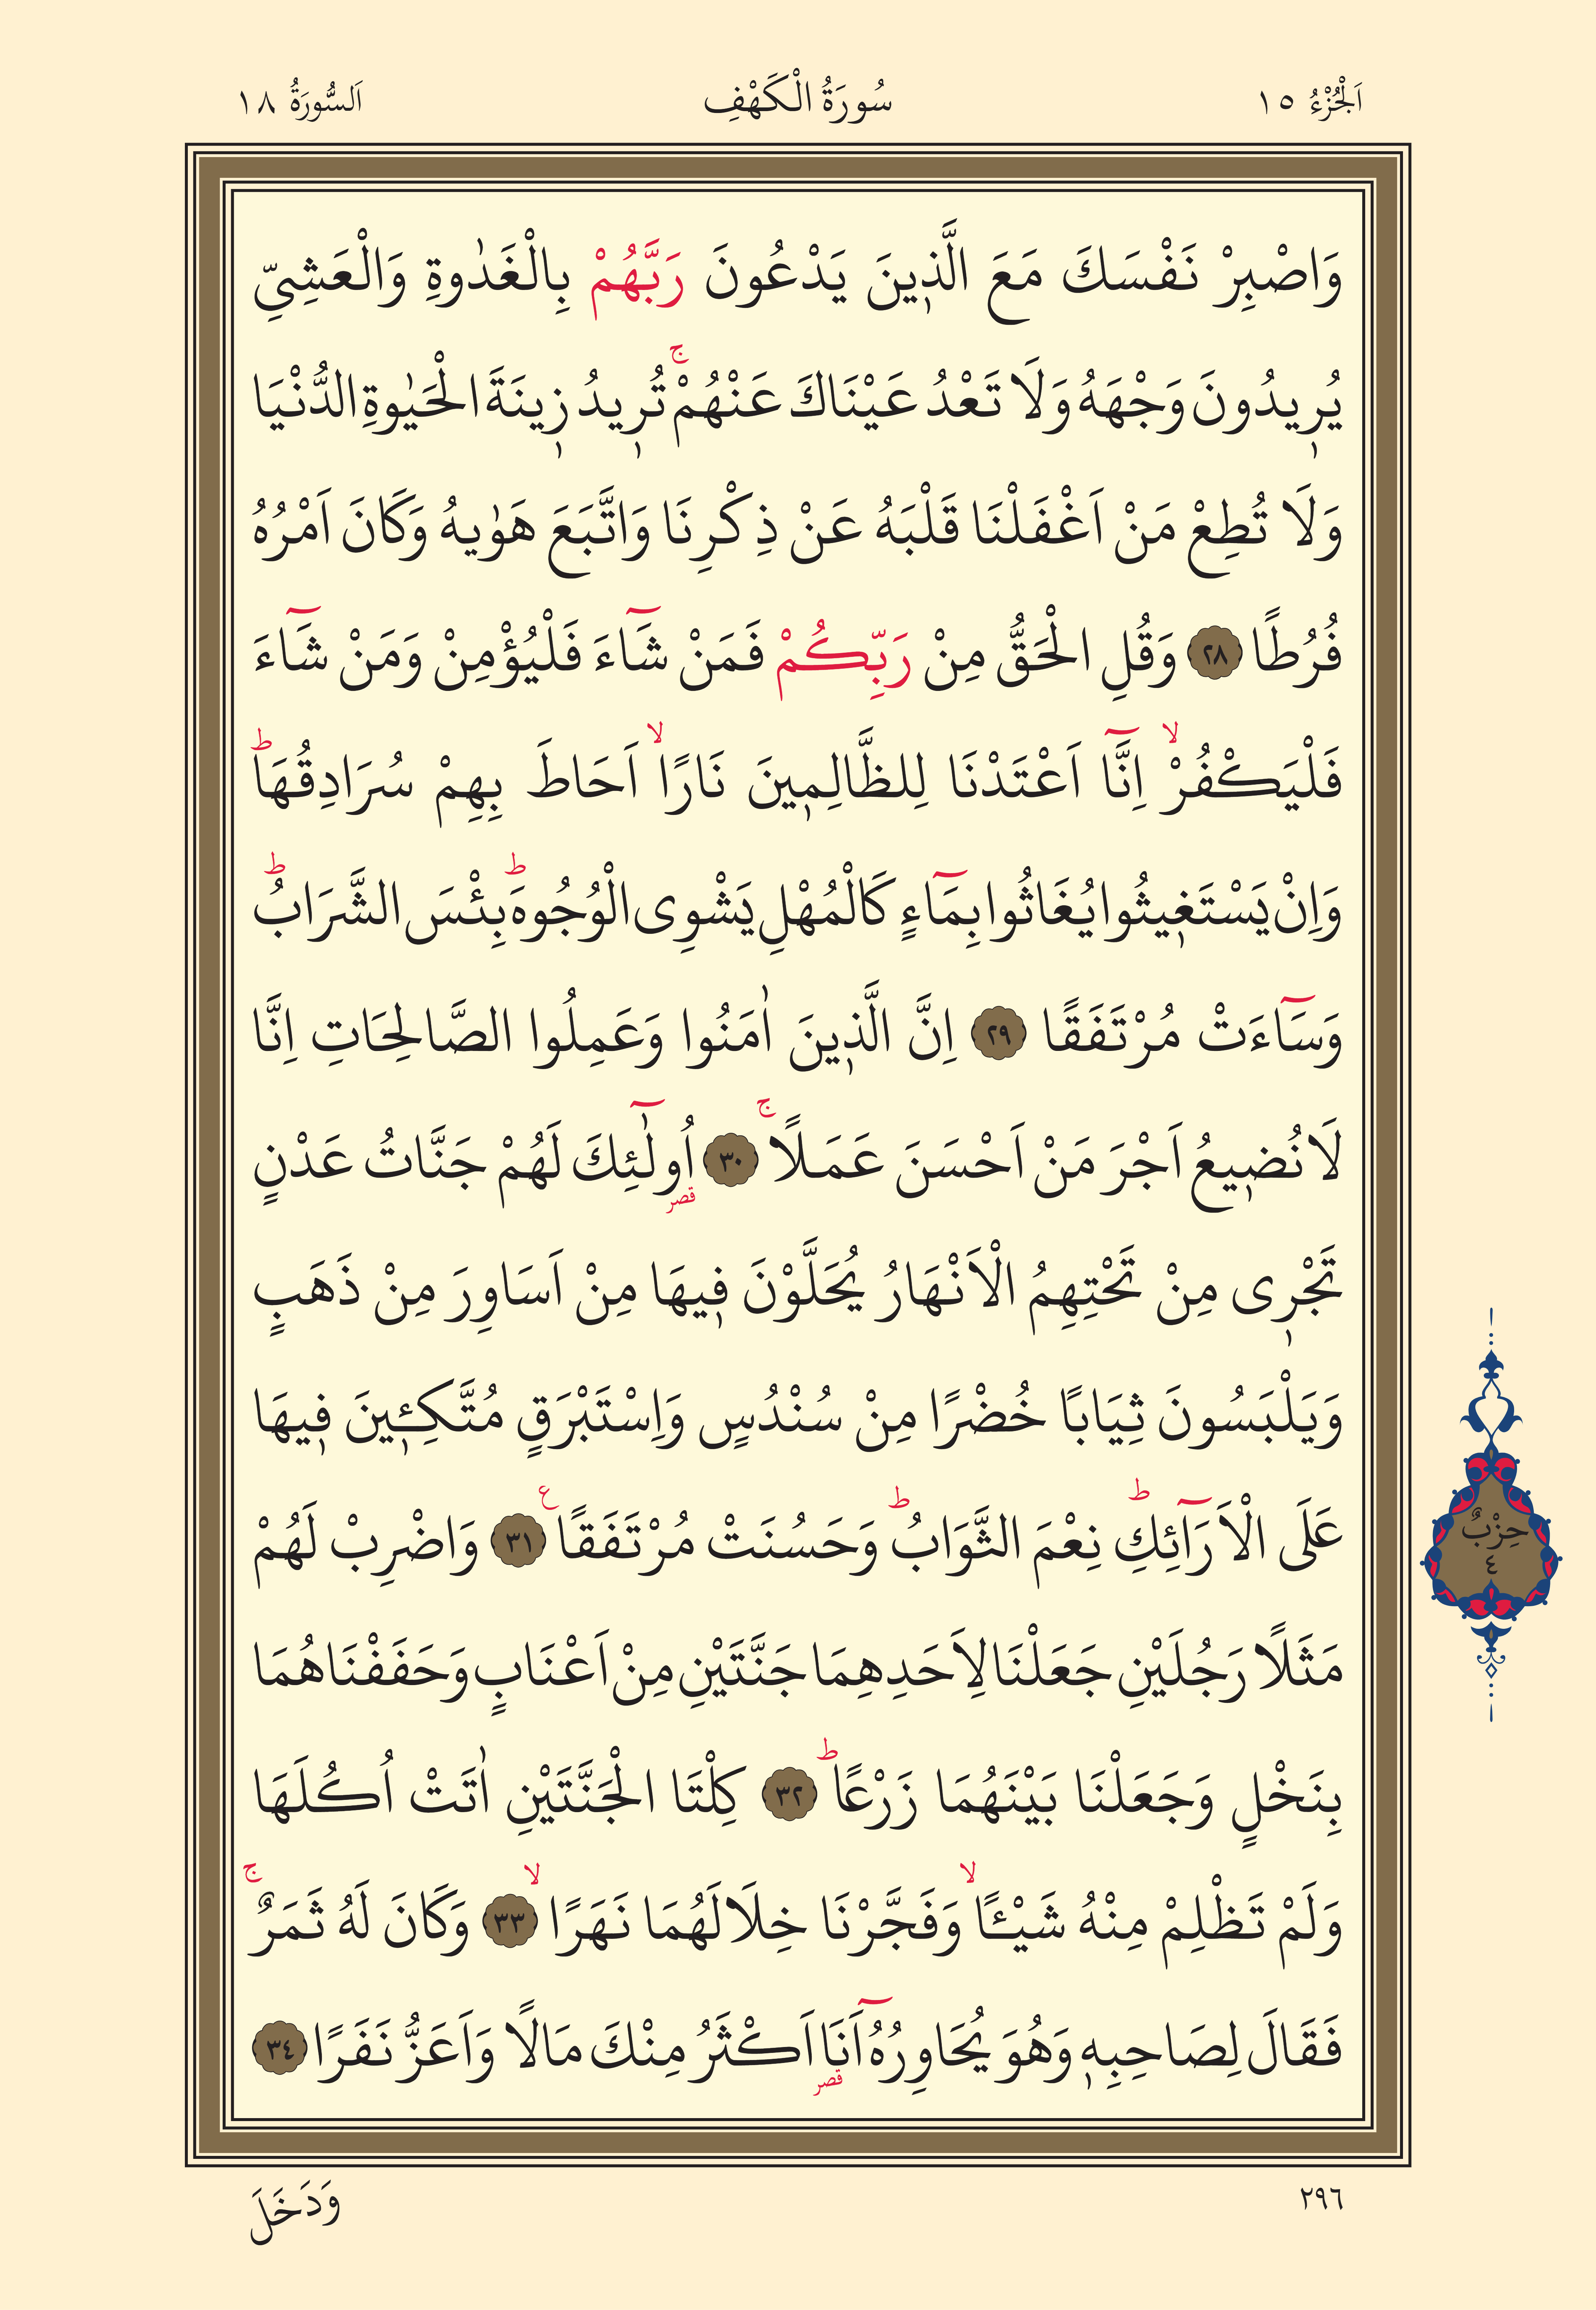 اَلْجُزْءُ ١٥ سُورَةُ الْكَهْفِ اَلسُّورَةُ ١٨
وَاصْبِرْ نَفْسَكَ مَعَ الَّذ۪ينَ يَدْعُونَ رَبَّهُمْ بِالْغَدٰوةِ وَالْعَشِيِّ
يُر۪يدُونَ وَجْهَهُ وَلَا تَعْدُ عَيْنَاكَ عَنْهُمْۚ تُر۪يدُ ز۪ينَةَ الْحَيٰوةِ الدُّنْيَا
وَلَا تُطِعْ مَنْ اَغْفَلْنَا قَلْبَهُ عَنْ ذِكْرِنَا وَاتَّبَعَ هَوٰيهُ وَكَانَ اَمْرُهُ
فُرُطًا ٢٨ وَقُلِ الْحَقُّ مِنْ رَبِّكُمْ فَمَنْ شَٓاءَ فَلْيُؤْمِنْ وَمَنْ شَٓاءَ
فَلْيَكْفُرْۙ اِنَّٓا اَعْتَدْنَا لِلظَّالِم۪ينَ نَارًاۙ اَحَاطَ بِهِمْ سُرَادِقُهَاۜ
وَاِنْ يَسْتَغ۪يثُوا يُغَاثُوا بِمَٓاءٍ كَالْمُهْلِ يَشْوِى الْوُجُوهَۜ بِئْسَ الشَّرَابُۜ
وَسَٓاءَتْ مُرْتَفَقًا ٢٩ اِنَّ الَّذ۪ينَ اٰمَنُوا وَعَمِلُوا الصَّالِحَاتِ اِنَّا
لَا نُض۪يعُ اَجْرَ مَنْ اَحْسَنَ عَمَلًاۚ ٣٠ اُو۬لٰٓئِكَ لَهُمْ جَنَّاتُ عَدْنٍ
قصر
تَجْر۪ى مِنْ تَحْتِهِمُ الْاَنْهَارُ يُحَلَّوْنَ ف۪يهَا مِنْ اَسَاوِرَ مِنْ ذَهَبٍ
وَيَلْبَسُونَ ثِيَابًا خُضْرًا مِنْ سُنْدُسٍ وَاِسْتَبْرَقٍ مُتَّكِـ۪ٔينَ ف۪يهَا
عَلَى الْاَرَٓائِكِۜ نِعْمَ الثَّوَابُۜ وَحَسُنَتْ مُرْتَفَقًا ع ٣١ وَاضْرِبْ لَهُمْ
حِزْبٌ
٤
مَثَلًا رَجُلَيْنِ جَعَلْنَا لِاَحَدِهِمَا جَنَّتَيْنِ مِنْ اَعْنَابٍ وَحَفَفْنَاهُمَا
بِنَخْلٍ وَجَعَلْنَا بَيْنَهُمَا زَرْعًاۜ ٣٢ كِلْتَا الْجَنَّتَيْنِ اٰتَتْ اُكُلَهَا
وَلَمْ تَظْلِمْ مِنْهُ شَيْـًٔاۙ وَفَجَّرْنَا خِلَالَهُمَا نَهَرًاۙ ٣٣ وَكَانَ لَهُ ثَمَرٌۚ
فَقَالَ لِصَاحِبِه۪ وَهُوَ يُحَاوِرُهُٓ اَنَا۬ اَكْثَرُ مِنْكَ مَالًا وَاَعَزُّ نَفَرًا ٣٤
قصر
٢٩٦ وَدَخَلَ